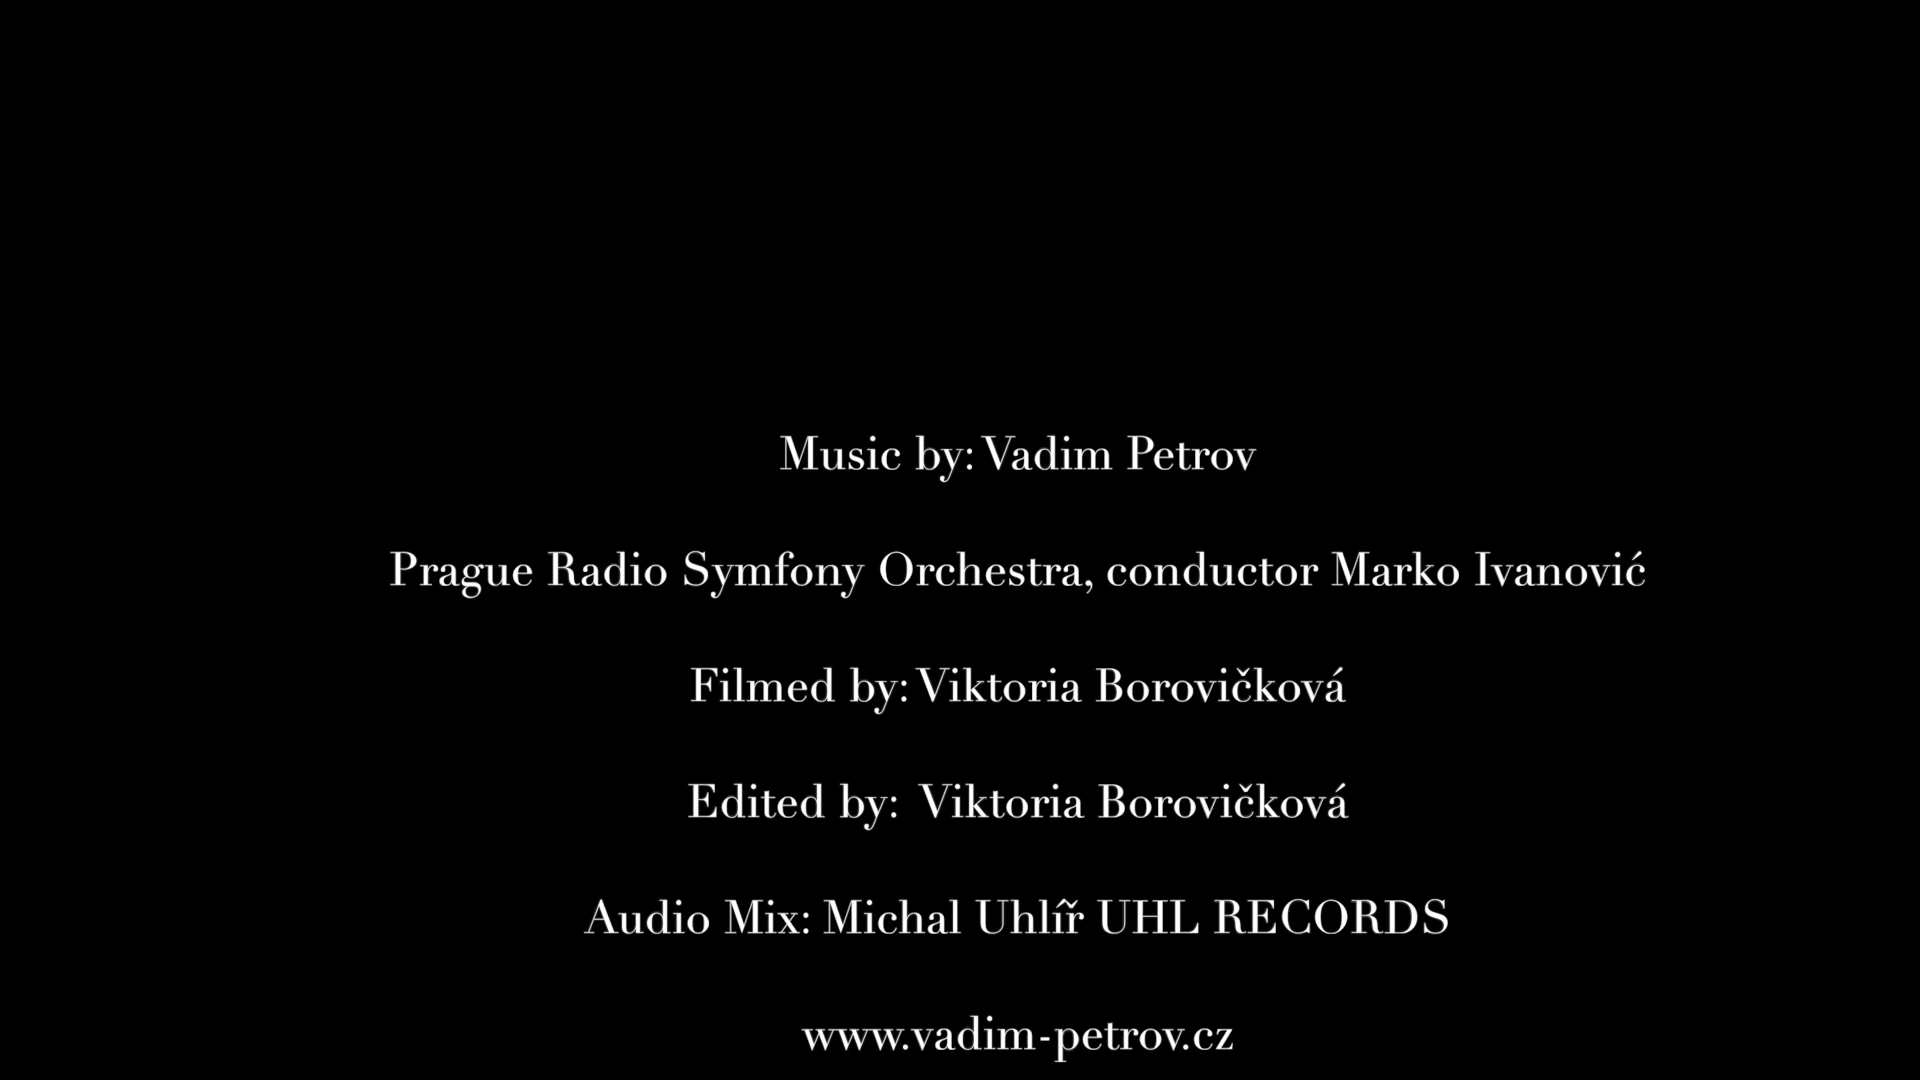 Music by: Vadim Petrov
Prague Radio Symfony Orchestra, conductor Marko Ivanović
Filmed by: Viktoria Borovičková
Edited by: Viktoria Borovičková
Audio Mix: Michal Uhlíř UHL RECORDS
www.vadim-petrov.cz